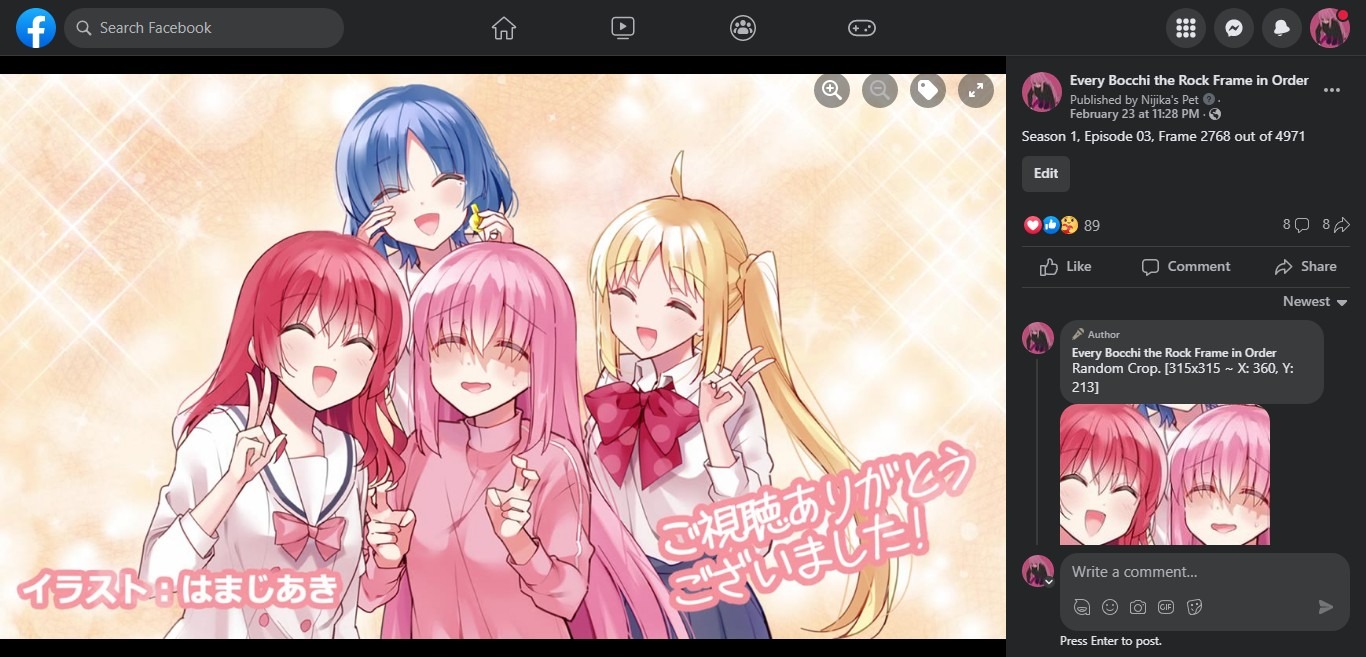 Search Facebook
ご視聴ありがとう
ございました!
イラスト:はまじあき
Every Bocchi the Rock Frame in Order
Published by Nijika's Pet ·
February 23 at 11:28 PM ·
Season 1, Episode 03, Frame 2768 out of 4971
Edit
89
8
8
Like
Comment
Share
Newest
Author
Every Bocchi the Rock Frame in Order
Random Crop. [315x315 ~ X: 360, Y:
213]
Write a comment...
GIF
Press Enter to post.